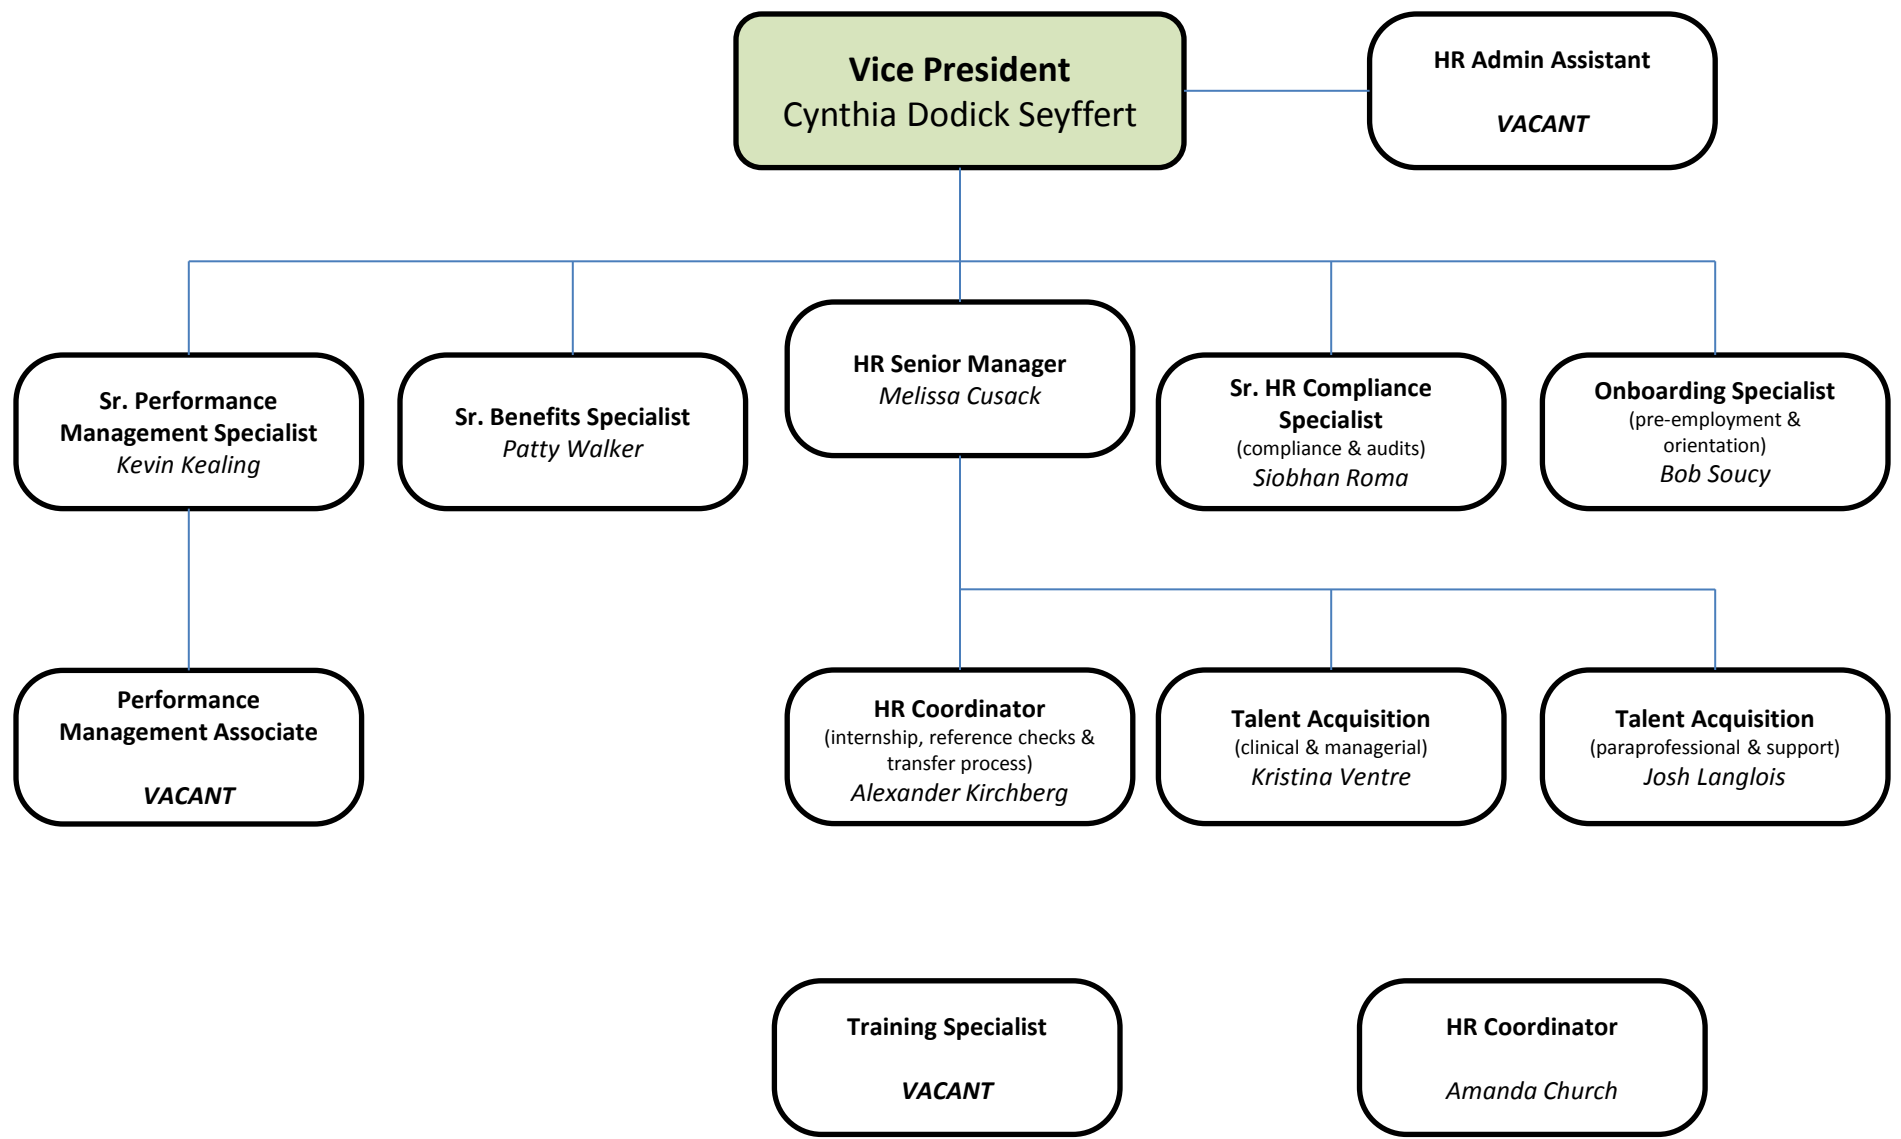 Vice President
Cynthia Dodick Seyffert
HR Admin Assistant
VACANT
Sr. Performance
Management Specialist
Kevin Kealing
Sr. Benefits Specialist
Patty Walker
HR Senior Manager
Melissa Cusack
Sr. HR Compliance
Specialist
(compliance & audits)
Siobhan Roma
Onboarding Specialist
(pre-employment &
orientation)
Bob Soucy
Performance
Management Associate
VACANT
HR Coordinator
(internship, reference checks &
transfer process)
Alexander Kirchberg
Talent Acquisition
(clinical & managerial)
Kristina Ventre
Talent Acquisition
(paraprofessional & support)
Josh Langlois
Training Specialist
VACANT
HR Coordinator
Amanda Church